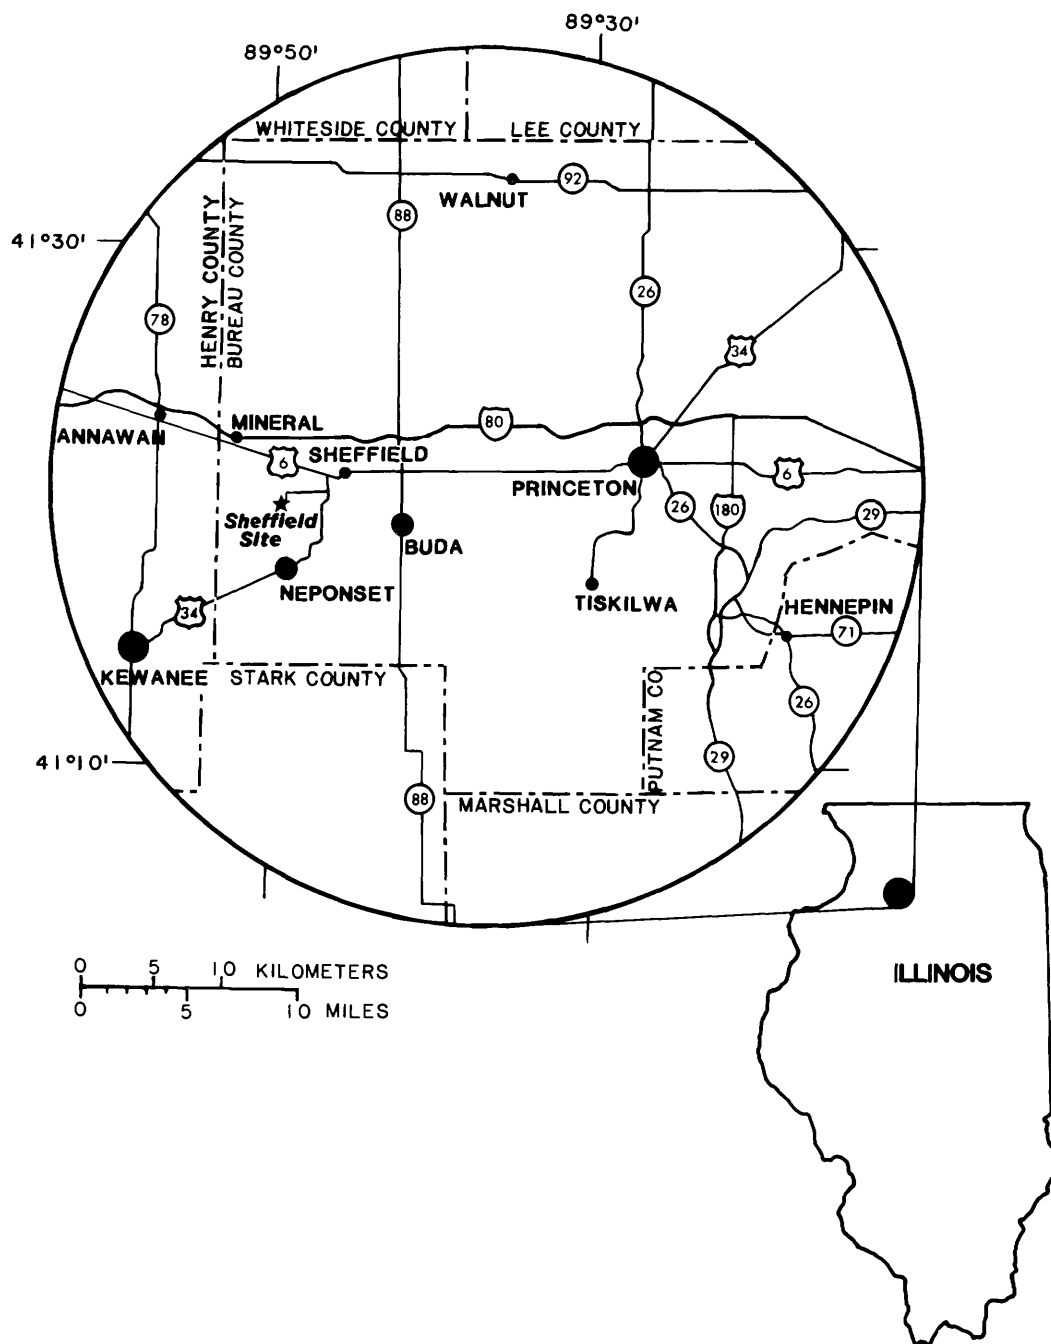 89°30'
89°50'
WHITESIDE COUNTY
LEE COUNTY
92
WALNUT
88
41°30'
HENRY COUNTY
BUREAU COUNTY
26
78
34
80
MINERAL
ANNAWAN
SHEFFIELD
6
6
PRINCETON
26
180
29
Sheffield
Site
BUDA
NEPONSET
TISKILWA
HENNEPIN
34
71
KEWANEE
STARK COUNTY
PUTNAM CO
26
41°10'
29
88
MARSHALL COUNTY
0 5 10 KILOMETERS
0 5 10 MILES
ILLINOIS